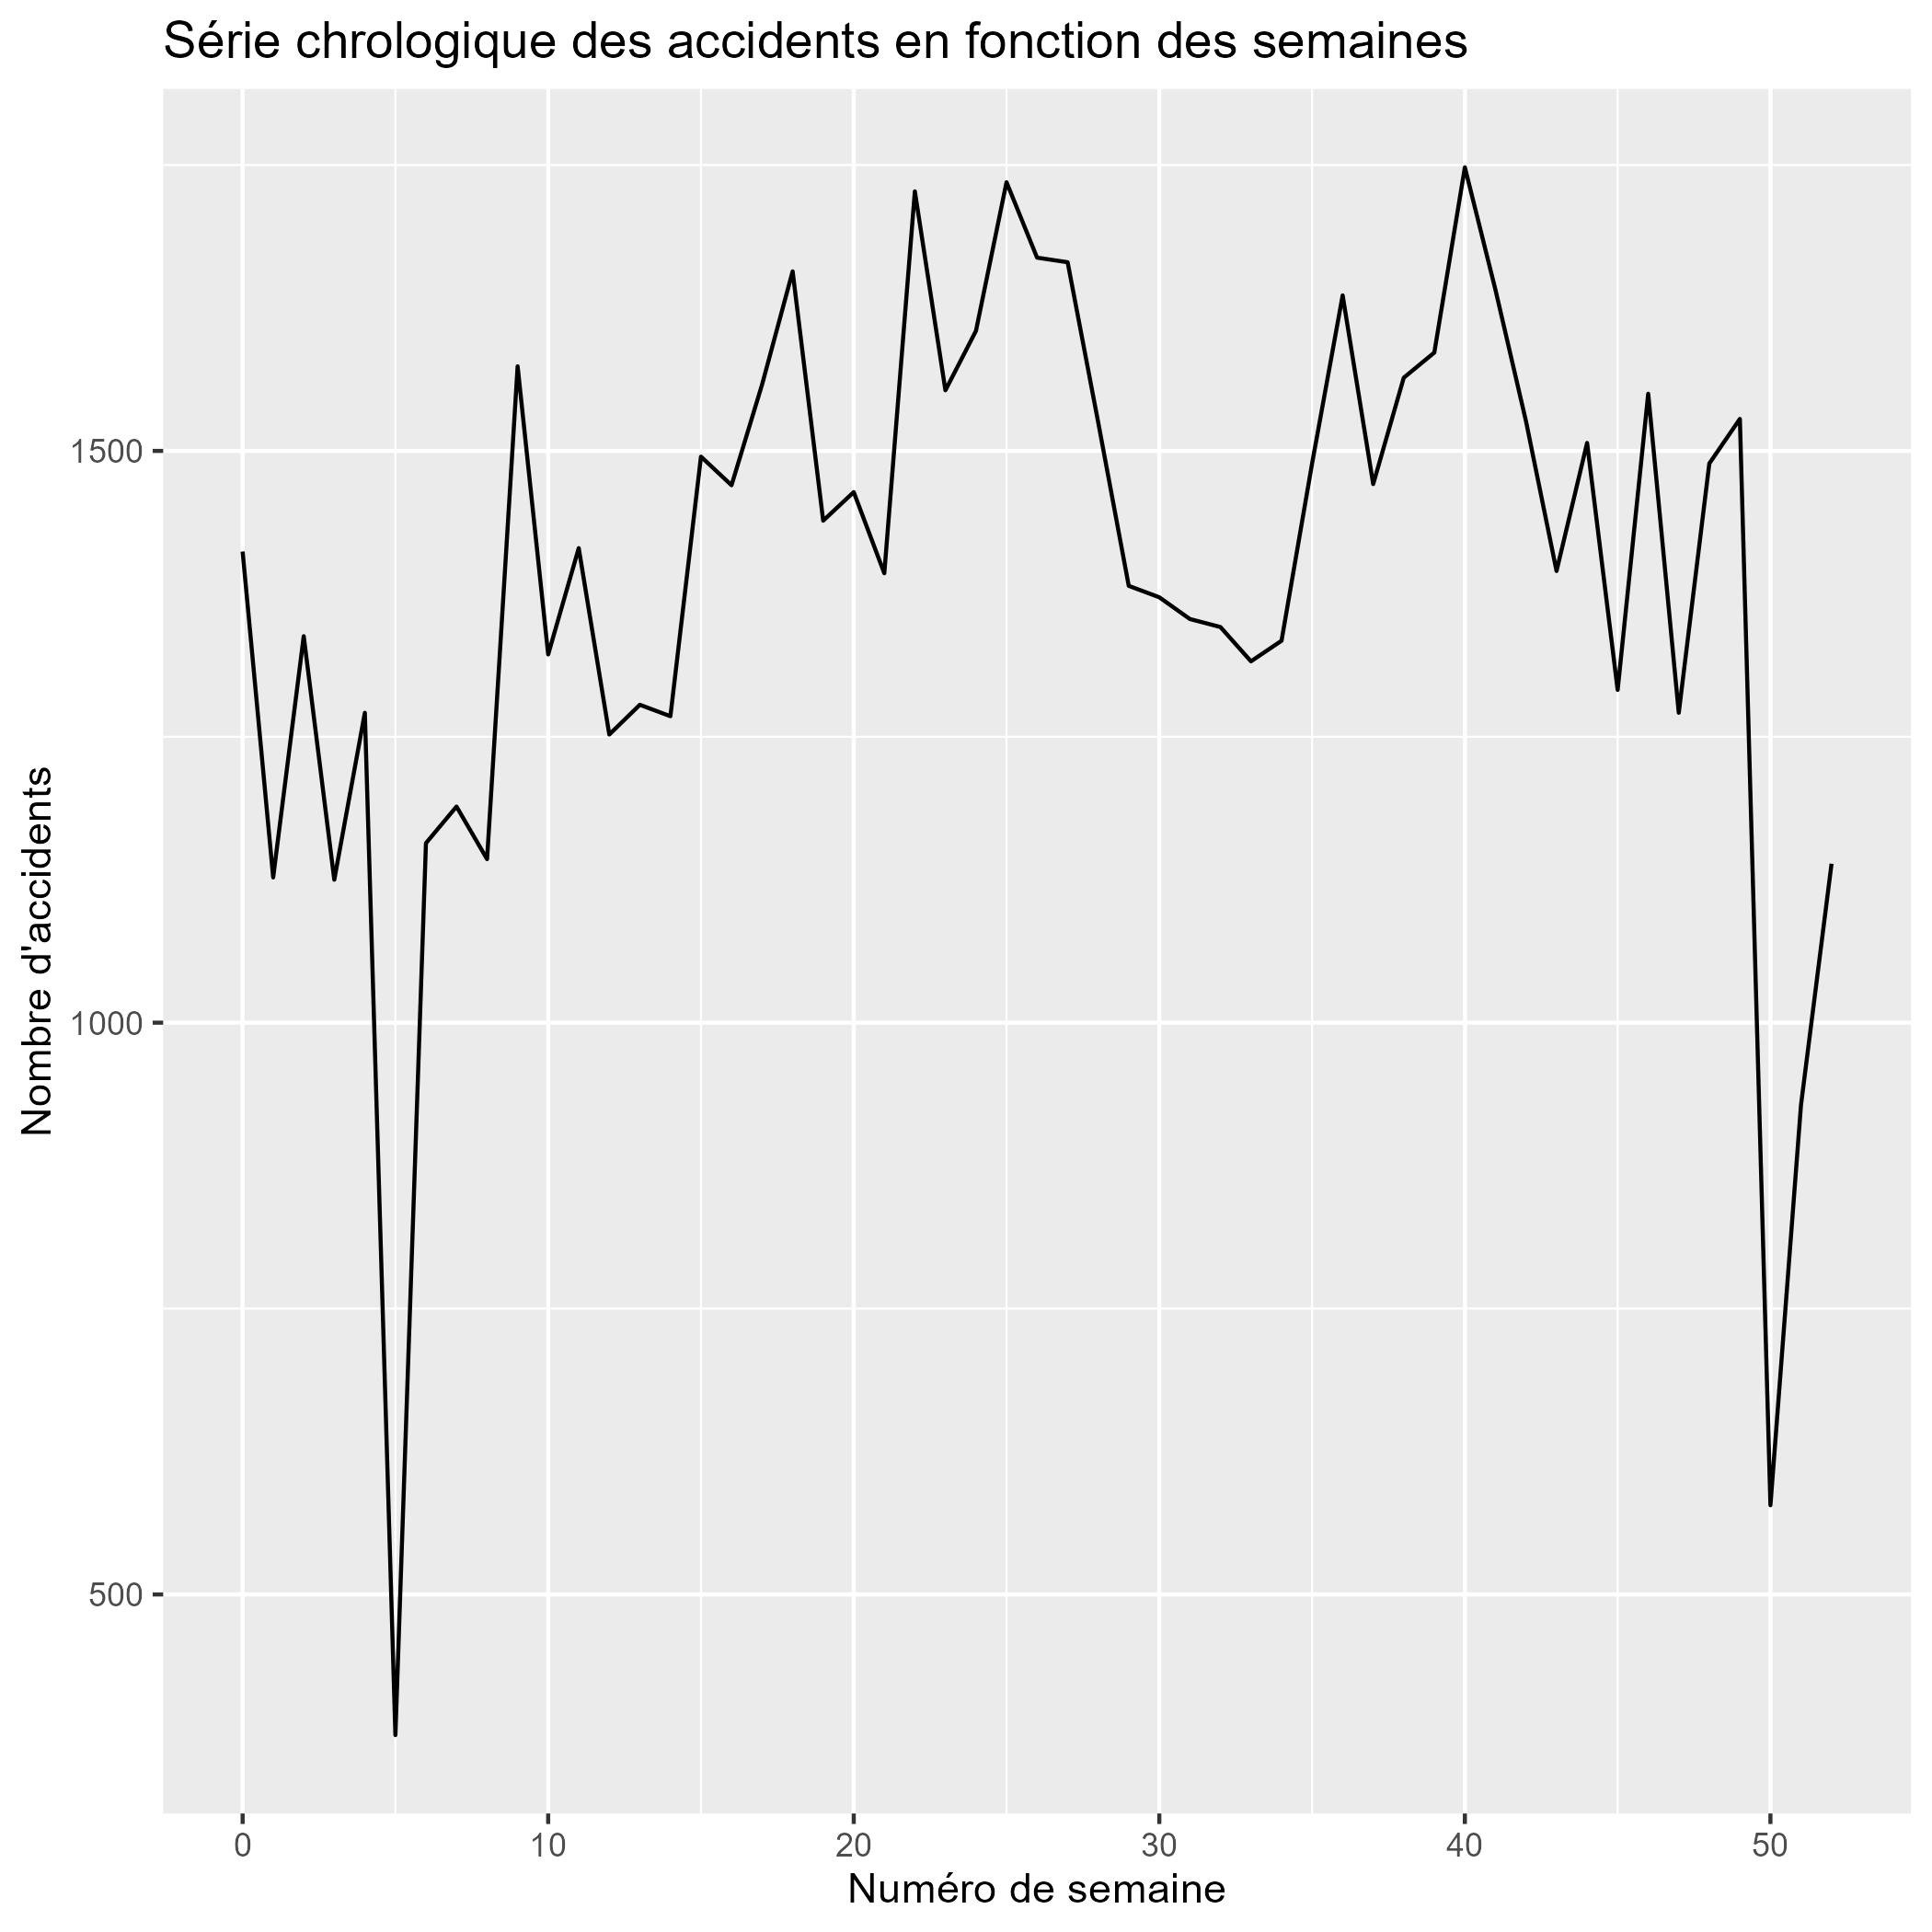 Série chrologique des accidents en fonction des semaines
Nombre d'accidents
1500
1000
500
0 10 20 30 40 50
Numéro de semaine